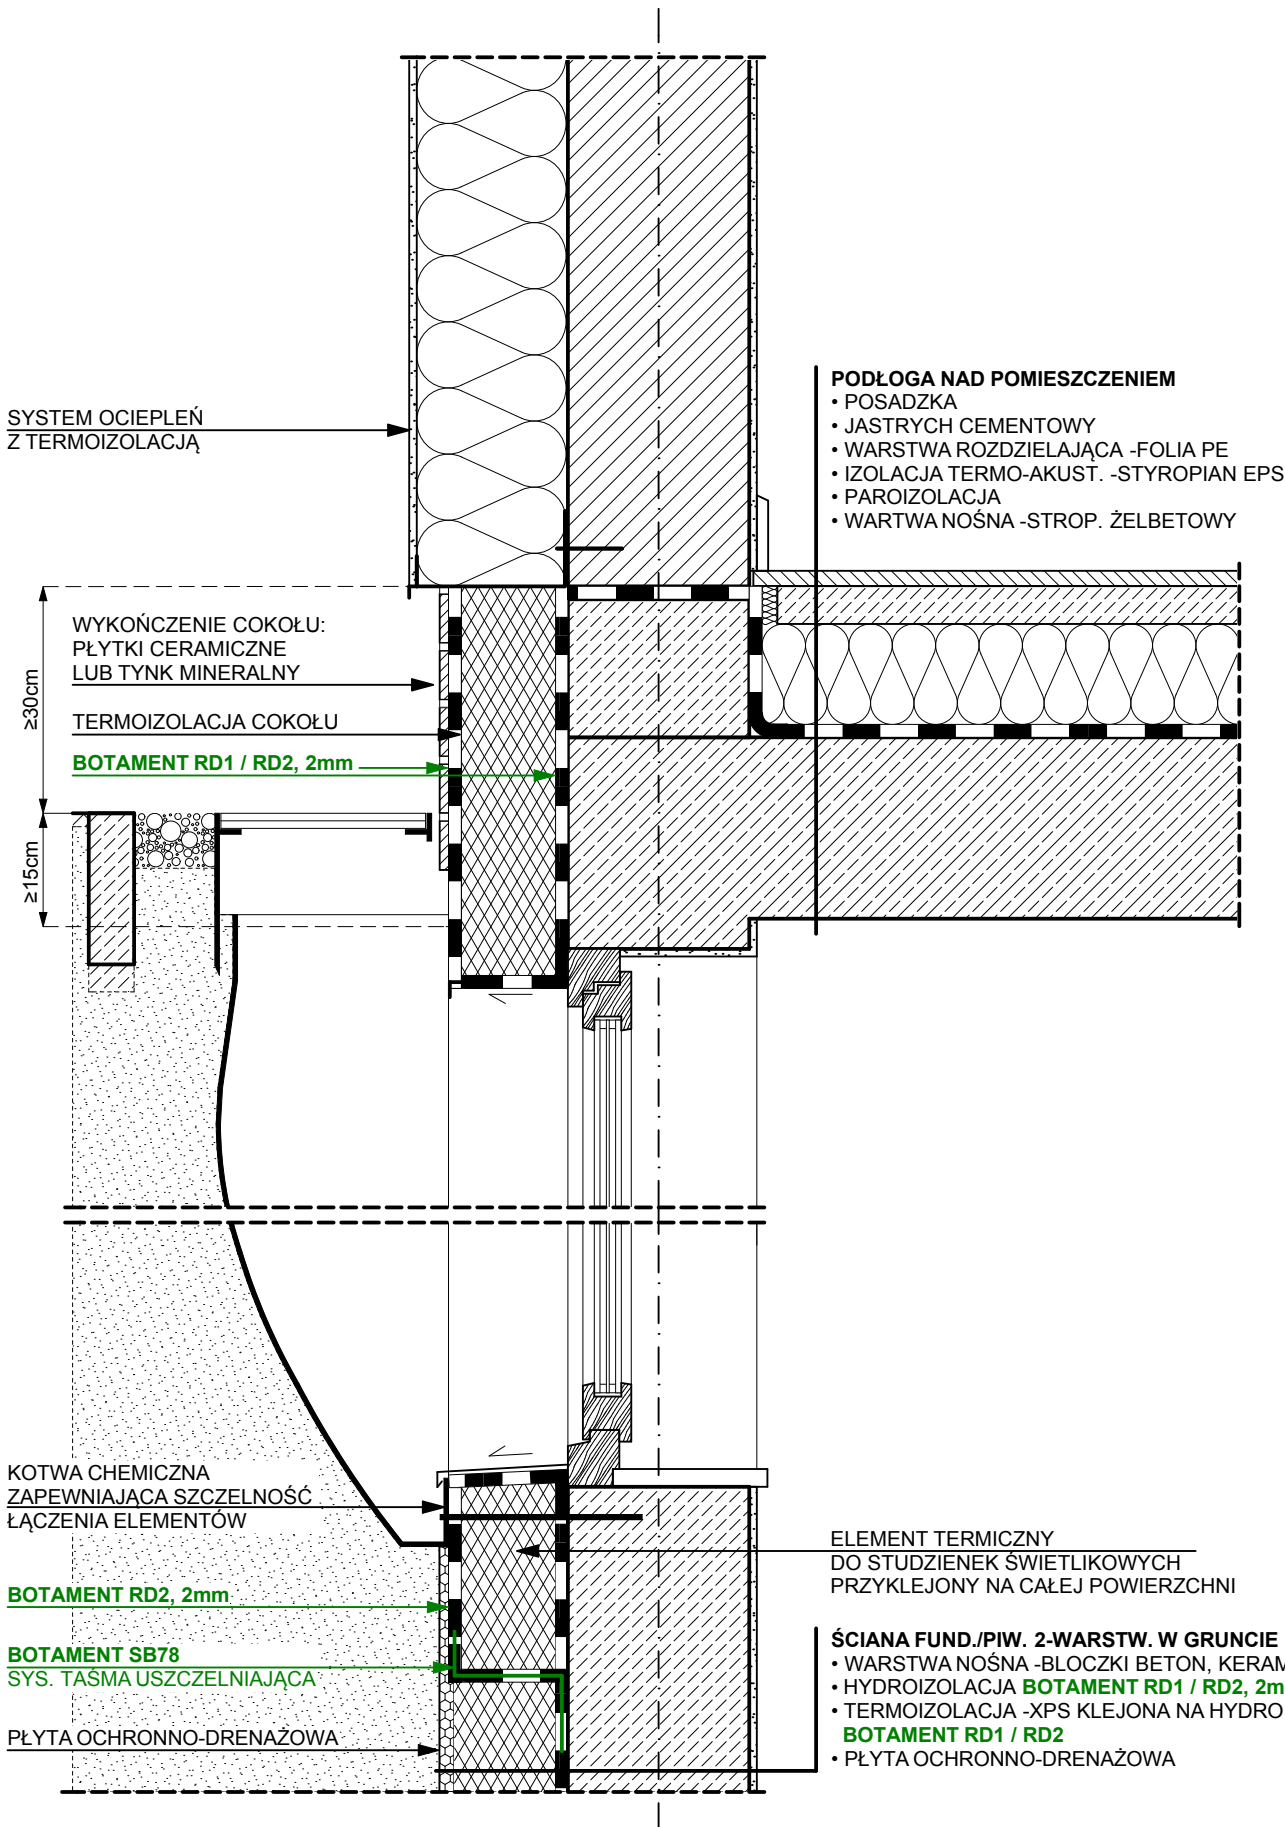 SYSTEM OCIEPLEŃ
Z TERMOIZOLACJĄ
PODŁOGA NAD POMIESZCZENIEM
• POSADZKA
• JASTRYCH CEMENTOWY
• WARSTWA ROZDZIELAJĄCA -FOLIA PE
• IZOLACJA TERMO-AKUST. -STYROPIAN EPS
• PAROIZOLACJA
• WARTWA NOŚNA -STROP. ŻELBETOWY
WYKOŃCZENIE COKOŁU:
PŁYTKI CERAMICZNE
LUB TYNK MINERALNY
TERMOIZOLACJA COKOŁU
BOTAMENT RD1 / RD2, 2mm
≥30cm
≥15cm
KOTWA CHEMICZNA
ZAPEWNIAJĄCA SZCZELNOŚĆ
ŁĄCZENIA ELEMENTÓW
BOTAMENT RD2, 2mm
BOTAMENT SB78
SYS. TAŚMA USZCZELNIAJĄCA
PŁYTA OCHRONNO-DRENAŻOWA
ELEMENT TERMICZNY
DO STUDZIENEK ŚWIETLIKOWYCH
PRZYKLEJONY NA CAŁEJ POWIERZCHNI
ŚCIANA FUND./PIW. 2-WARSTW. W GRUNCIE
• WARSTWA NOŚNA -BLOCZKI BETON, KERAM
• HYDROIZOLACJA BOTAMENT RD1 / RD2, 2m
• TERMOIZOLACJA -XPS KLEJONA NA HYDRO
BOTAMENT RD1 / RD2
• PŁYTA OCHRONNO-DRENAŻOWA